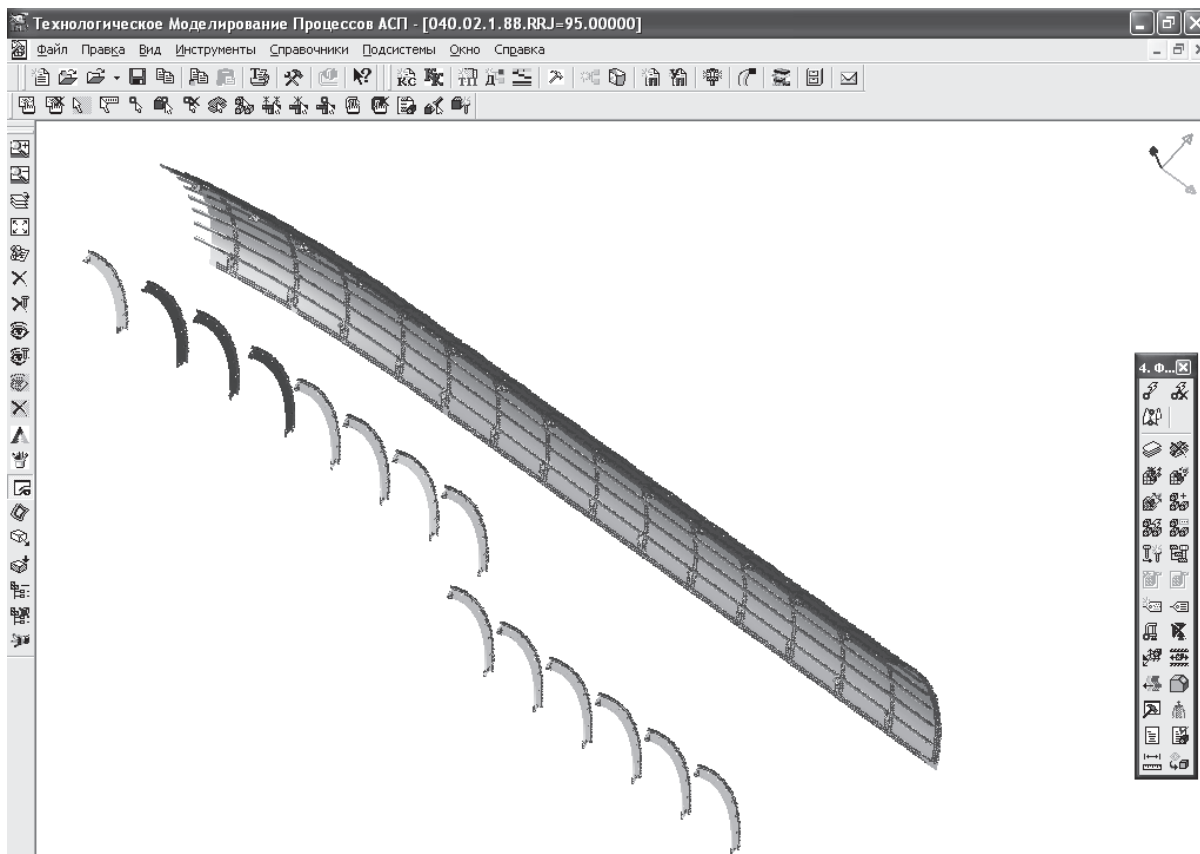 Технологическое Моделирование Процессов АСП - [040.02.1.88.RRJ=95.00000]
Файл Правка Вид Инструменты Справочники Подсистемы Окно Справка
4. Ф...